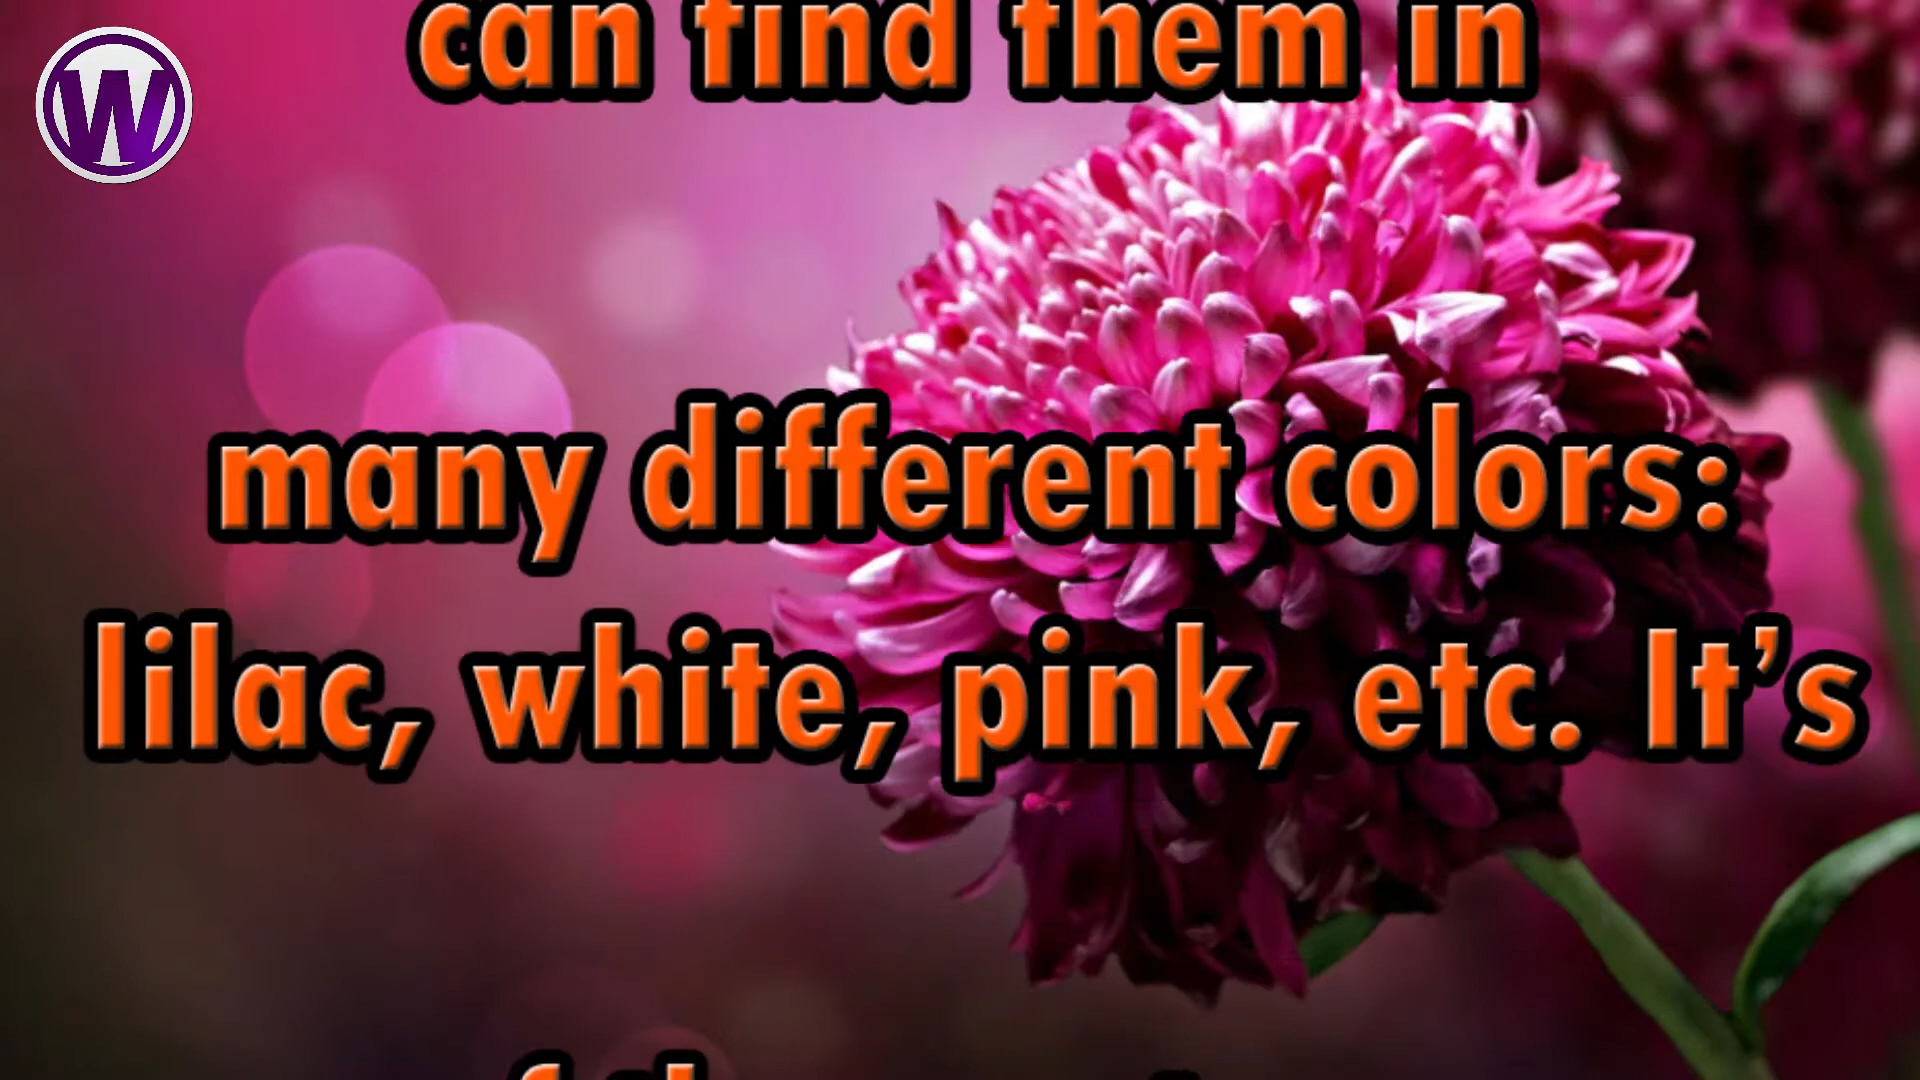 W
can find them in
many different colors:
lilac, white, pink, etc. It’s